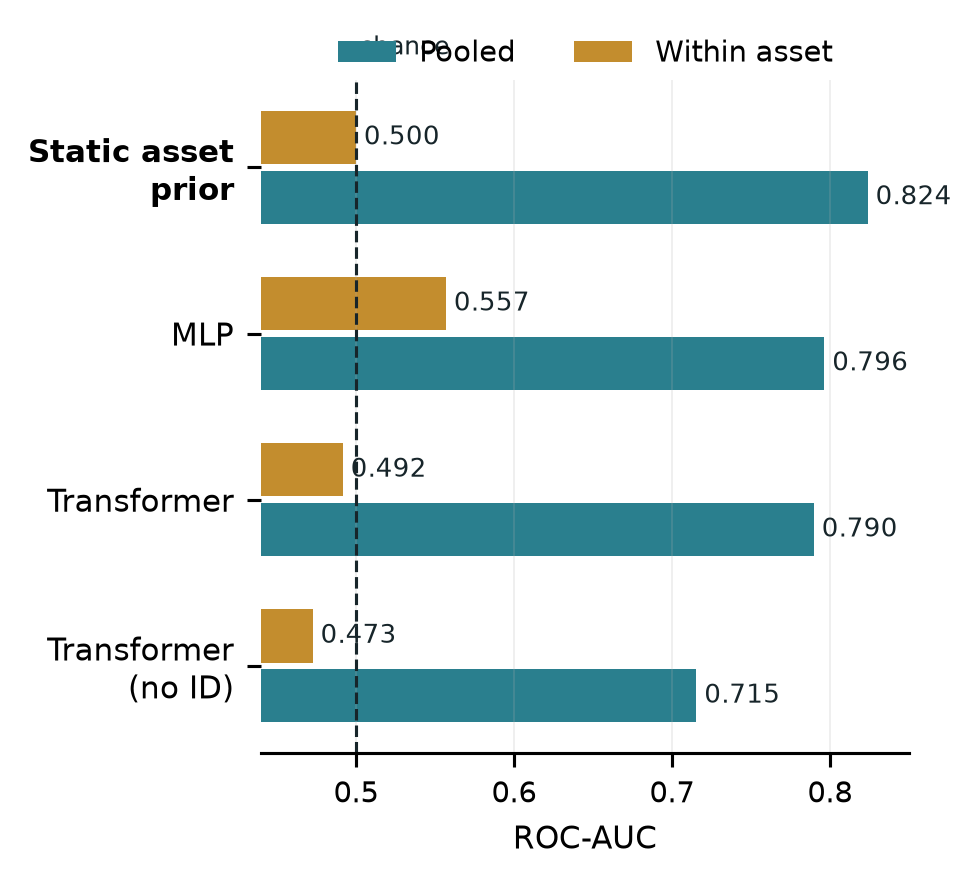 chance
Pooled
Within asset
Static asset
prior
0.500
0.824
MLP
0.557
0.796
Transformer
0.492
0.790
Transformer
(no ID)
0.473
0.715
0.5 0.6 0.7 0.8
ROC-AUC